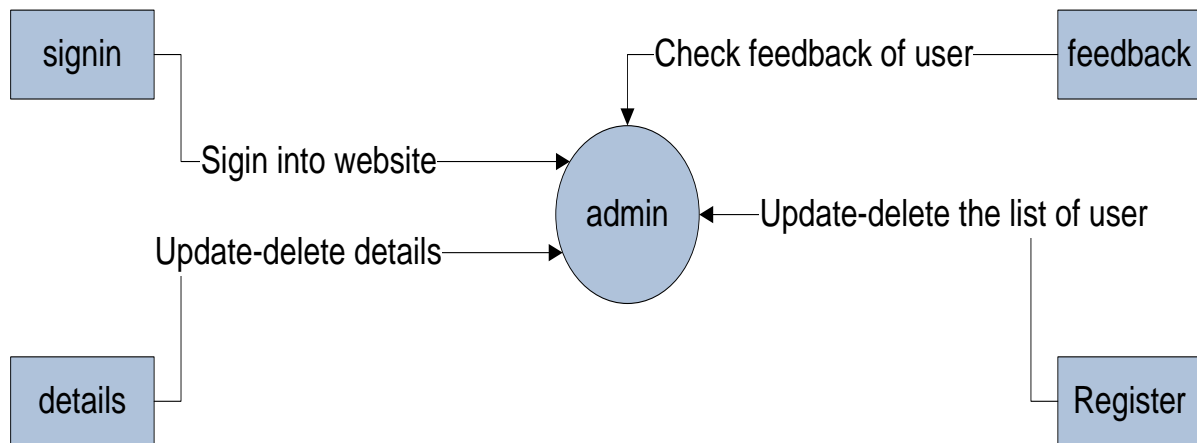 signin
Check feedback of user
feedback
Sigin into website
admin
Update-delete the list of user
Update-delete details
details
Register